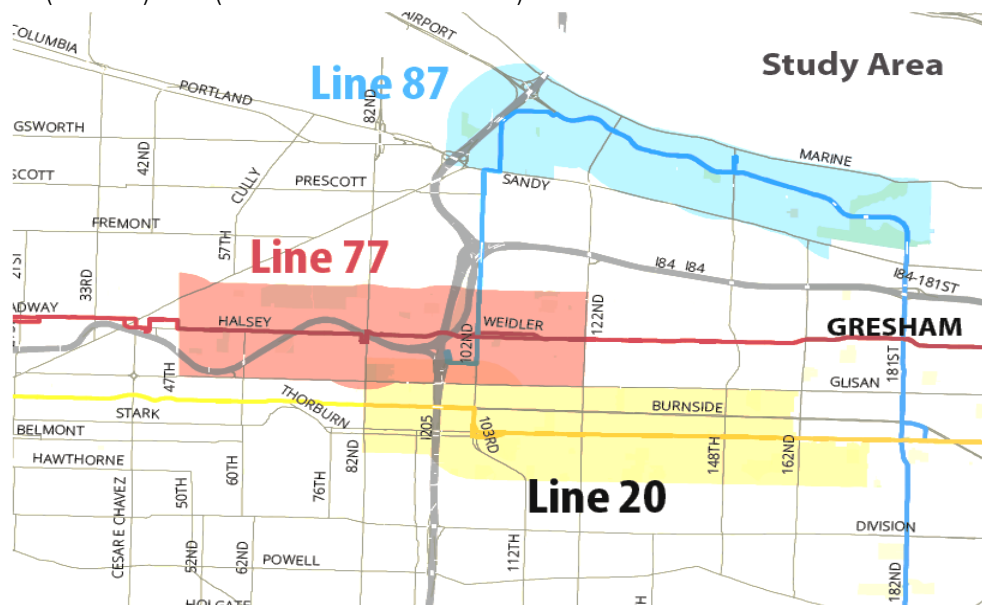 AIRPORT
COLUMBIA
Study Area
Line 87
PORTLAND
82ND
GSWORTH
42ND
MARINE
SCOTT
CULLY
PRESCOTT
SANDY
FREMONT
57TH
Line 77
21ST
33RD
I84 I84
I84-181ST
ADWAY
HALSEY
WEIDLER
122ND
GRESHAM
102ND
181ST
47TH
GLISAN
THORBURN
BURNSIDE
STARK
BELMONT
I205
103RD
HAWTHORNE
82ND
148TH
162ND
60TH
76TH
50TH
Line 20
CESAR E CHAVEZ
DIVISION
52ND
62ND
POWELL
112TH
182ND
HOLGATE
H